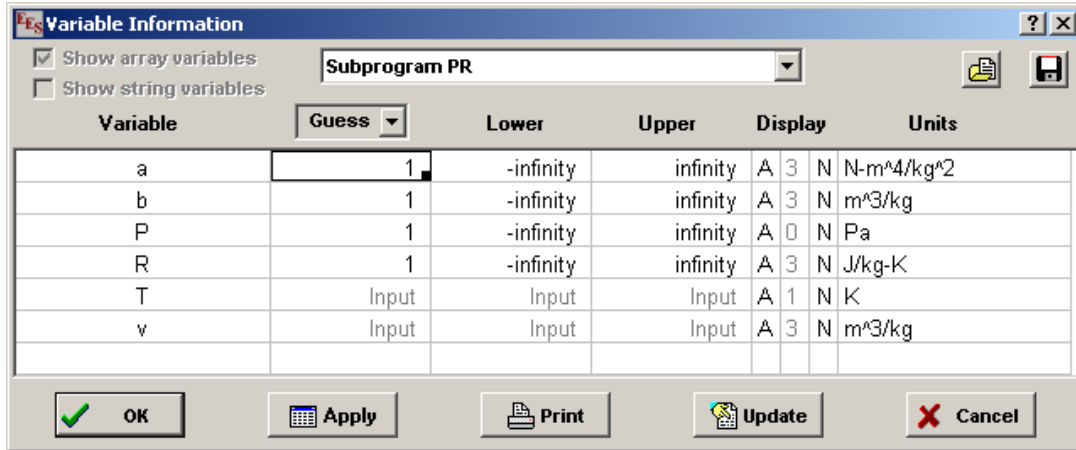 EES Variable Information ? X
Show array variables
Show string variables
Subprogram PR
Variable Guess Lower Upper Display Units
a 1 -infinity infinity A 3 N N-m^4/kg^2
b 1 -infinity infinity A 3 N m^3/kg
P 1 -infinity infinity A 0 N Pa
R 1 -infinity infinity A 3 N J/kg-K
T Input Input Input A 1 N K
v Input Input Input A 3 N m^3/kg
OK Apply Print Update Cancel